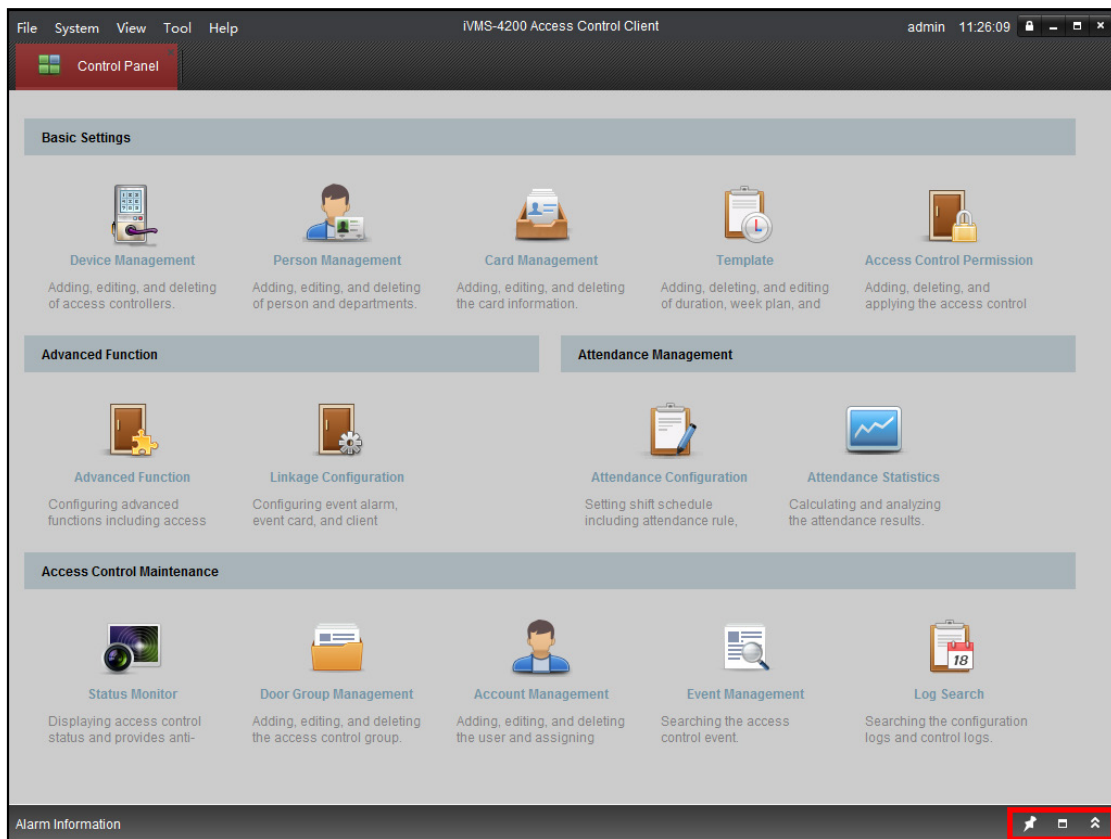 File System View Tool Help iVMS-4200 Access Control Client admin 11:26:09
Control Panel
Basic Settings
Device Management Person Management Card Management Template Access Control Permission
Adding, editing, and deleting Adding, editing, and deleting Adding, editing, and deleting Adding, deleting, and editing Adding, deleting, and
of access controllers. of person and departments. the card information. of duration, week plan, and applying the access control
Advanced Function Attendance Management
Advanced Function Linkage Configuration Attendance Configuration Attendance Statistics
Configuring advanced Configuring event alarm, Setting shift schedule Calculating and analyzing
functions including access event card, and client including attendance rule, the attendance results.
Access Control Maintenance
18
Status Monitor Door Group Management Account Management Event Management Log Search
Displaying access control Adding, editing, and deleting Adding, editing, and deleting Searching the access Searching the configuration
status and provides anti- the access control group. the user and assigning control event. logs and control logs.
Alarm Information